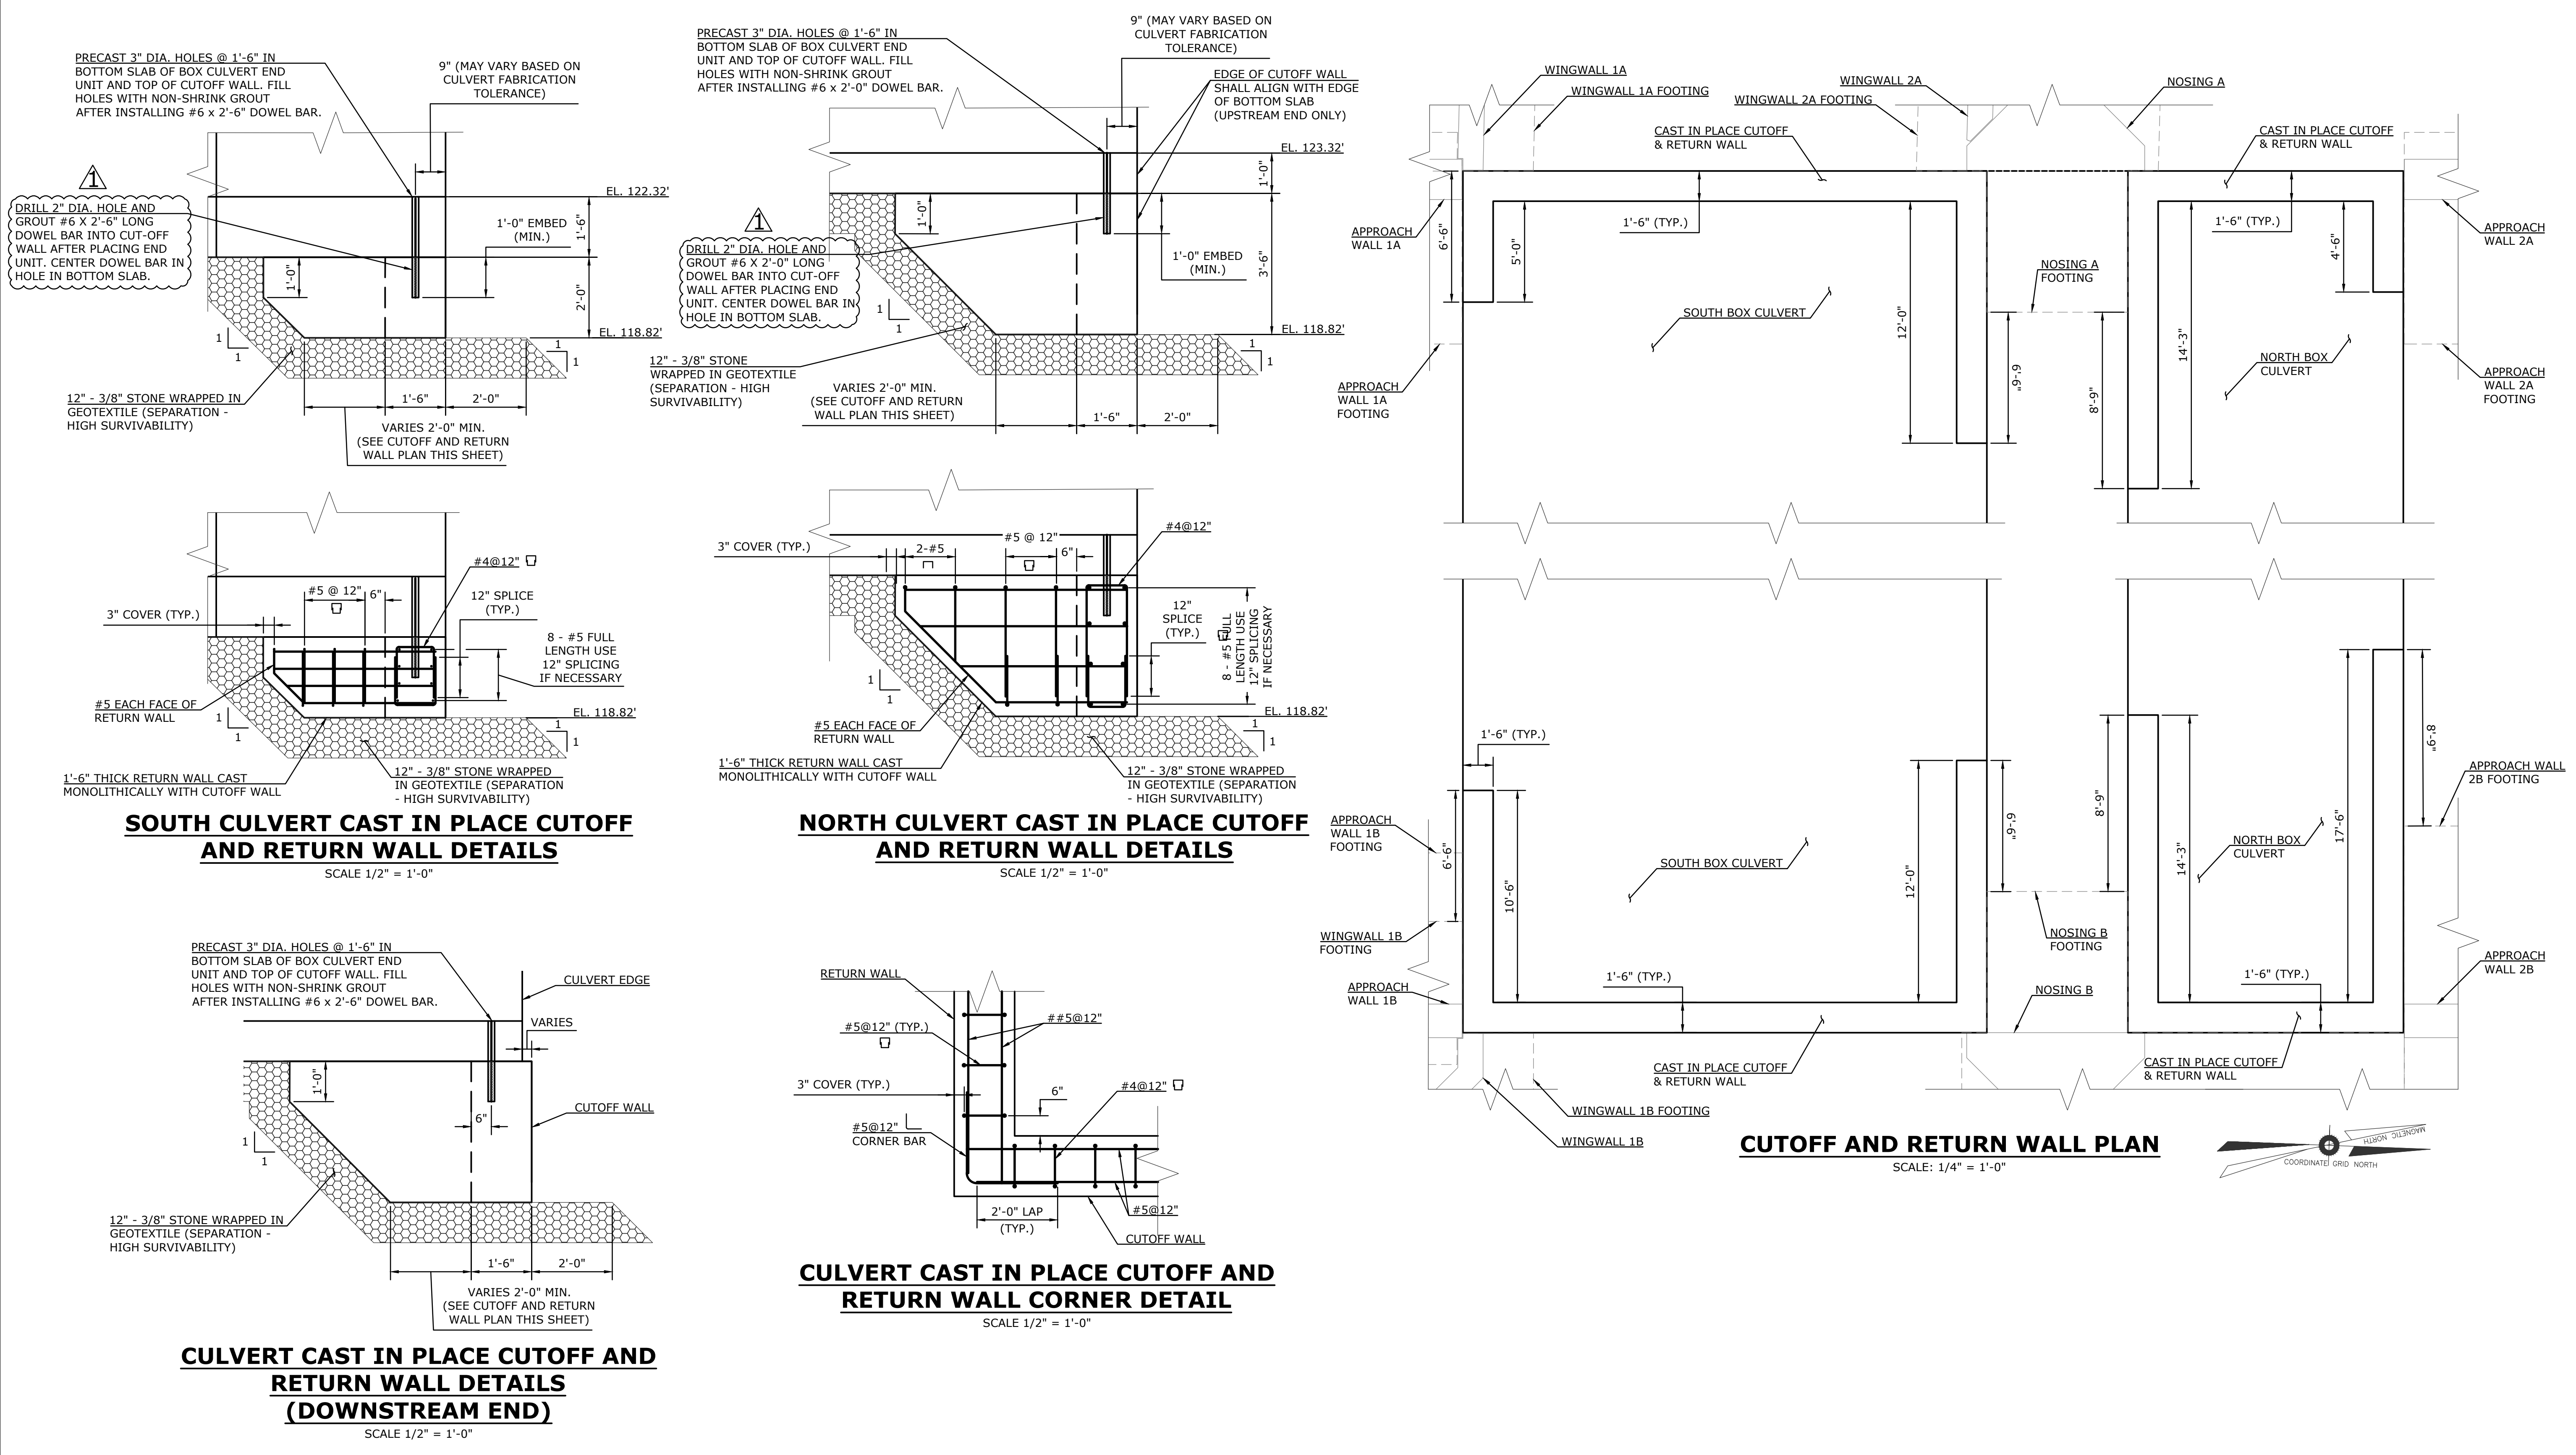 PRECAST 3" DIA. HOLES @ 1'-6" IN
BOTTOM SLAB OF BOX CULVERT END
UNIT AND TOP OF CUTOFF WALL. FILL
HOLES WITH NON-SHRINK GROUT
AFTER INSTALLING #6 x 2'-6" DOWEL BAR.
9" (MAY VARY BASED ON
CULVERT FABRICATION
TOLERANCE)
1
DRILL 2" DIA. HOLE AND
GROUT #6 X 2'-6" LONG
DOWEL BAR INTO CUT-OFF
WALL AFTER PLACING END
UNIT. CENTER DOWEL BAR IN
HOLE IN BOTTOM SLAB.
EL. 122.32'
1'-0" EMBED
(MIN.)
1'-6"
1'-0"
2'-0"
EL. 118.82'
1
1
1
1
12" - 3/8" STONE WRAPPED IN
GEOTEXTILE (SEPARATION -
HIGH SURVIVABILITY)
1'-6"
2'-0"
VARIES 2'-0" MIN.
(SEE CUTOFF AND RETURN
WALL PLAN THIS SHEET)
#4@12"
#5 @ 12"
6"
12" SPLICE
(TYP.)
3" COVER (TYP.)
8 - #5 FULL
LENGTH USE
12" SPLICING
IF NECESSARY
#5 EACH FACE OF
RETURN WALL
EL. 118.82'
1
1
1
1
1'-6" THICK RETURN WALL CAST
MONOLITHICALLY WITH CUTOFF WALL
12" - 3/8" STONE WRAPPED
IN GEOTEXTILE (SEPARATION
- HIGH SURVIVABILITY)
SOUTH CULVERT CAST IN PLACE CUTOFF
AND RETURN WALL DETAILS
SCALE 1/2" = 1'-0"
PRECAST 3" DIA. HOLES @ 1'-6" IN
BOTTOM SLAB OF BOX CULVERT END
UNIT AND TOP OF CUTOFF WALL. FILL
HOLES WITH NON-SHRINK GROUT
AFTER INSTALLING #6 x 2'-0" DOWEL BAR.
9" (MAY VARY BASED ON
CULVERT FABRICATION
TOLERANCE)
EDGE OF CUTOFF WALL
SHALL ALIGN WITH EDGE
OF BOTTOM SLAB
(UPSTREAM END ONLY)
EL. 123.32'
1'-0"
1'-0"
1
DRILL 2" DIA. HOLE AND
GROUT #6 X 2'-0" LONG
DOWEL BAR INTO CUT-OFF
WALL AFTER PLACING END
UNIT. CENTER DOWEL BAR IN
HOLE IN BOTTOM SLAB.
1'-0" EMBED
(MIN.)
3'-6"
1
1
EL. 118.82'
1
1
12" - 3/8" STONE
WRAPPED IN GEOTEXTILE
(SEPARATION - HIGH
SURVIVABILITY)
VARIES 2'-0" MIN.
(SEE CUTOFF AND RETURN
WALL PLAN THIS SHEET)
1'-6"
2'-0"
3" COVER (TYP.)
2-#5
#5 @ 12"
6"
#4@12"
12"
SPLICE
(TYP.)
8 - #5 FULL
LENGTH USE
12" SPLICING
IF NECESSARY
1
1
EL. 118.82'
1
1
#5 EACH FACE OF
RETURN WALL
1'-6" THICK RETURN WALL CAST
MONOLITHICALLY WITH CUTOFF WALL
12" - 3/8" STONE WRAPPED
IN GEOTEXTILE (SEPARATION
- HIGH SURVIVABILITY)
NORTH CULVERT CAST IN PLACE CUTOFF
AND RETURN WALL DETAILS
SCALE 1/2" = 1'-0"
PRECAST 3" DIA. HOLES @ 1'-6" IN
BOTTOM SLAB OF BOX CULVERT END
UNIT AND TOP OF CUTOFF WALL. FILL
HOLES WITH NON-SHRINK GROUT
AFTER INSTALLING #6 x 2'-6" DOWEL BAR.
CULVERT EDGE
VARIES
1'-0"
CUTOFF WALL
6"
1
1
12" - 3/8" STONE WRAPPED IN
GEOTEXTILE (SEPARATION -
HIGH SURVIVABILITY)
1'-6"
2'-0"
VARIES 2'-0" MIN.
(SEE CUTOFF AND RETURN
WALL PLAN THIS SHEET)
CULVERT CAST IN PLACE CUTOFF AND
RETURN WALL DETAILS
(DOWNSTREAM END)
SCALE 1/2" = 1'-0"
RETURN WALL
#5@12" (TYP.)
##5@12"
3" COVER (TYP.)
6"
#4@12"
#5@12"
CORNER BAR
2'-0" LAP
(TYP.)
#5@12"
CUTOFF WALL
CULVERT CAST IN PLACE CUTOFF AND
RETURN WALL CORNER DETAIL
SCALE 1/2" = 1'-0"
WINGWALL 1A
WINGWALL 1A FOOTING
WINGWALL 2A
WINGWALL 2A FOOTING
NOSING A
CAST IN PLACE CUTOFF
& RETURN WALL
CAST IN PLACE CUTOFF
& RETURN WALL
APPROACH
WALL 1A
6'-6"
5'-0"
1'-6" (TYP.)
1'-6" (TYP.)
4'-6"
APPROACH
WALL 2A
NOSING A
FOOTING
SOUTH BOX CULVERT
12'-0"
6'-6"
8'-9"
14'-3"
NORTH BOX
CULVERT
APPROACH
WALL 1A
FOOTING
APPROACH
WALL 2A
FOOTING
1'-6" (TYP.)
APPROACH
WALL 1B
FOOTING
6'-6"
10'-6"
SOUTH BOX CULVERT
12'-0"
6'-6"
8'-9"
14'-3"
NORTH BOX
CULVERT
17'-6"
8'-9"
APPROACH WALL
2B FOOTING
WINGWALL 1B
FOOTING
NOSING B
FOOTING
APPROACH
WALL 1B
1'-6" (TYP.)
NOSING B
1'-6" (TYP.)
APPROACH
WALL 2B
CAST IN PLACE CUTOFF
& RETURN WALL
CAST IN PLACE CUTOFF
& RETURN WALL
WINGWALL 1B FOOTING
WINGWALL 1B
CUTOFF AND RETURN WALL PLAN
SCALE: 1/4" = 1'-0"
MAGNETIC NORTH
COORDINATE GRID NORTH